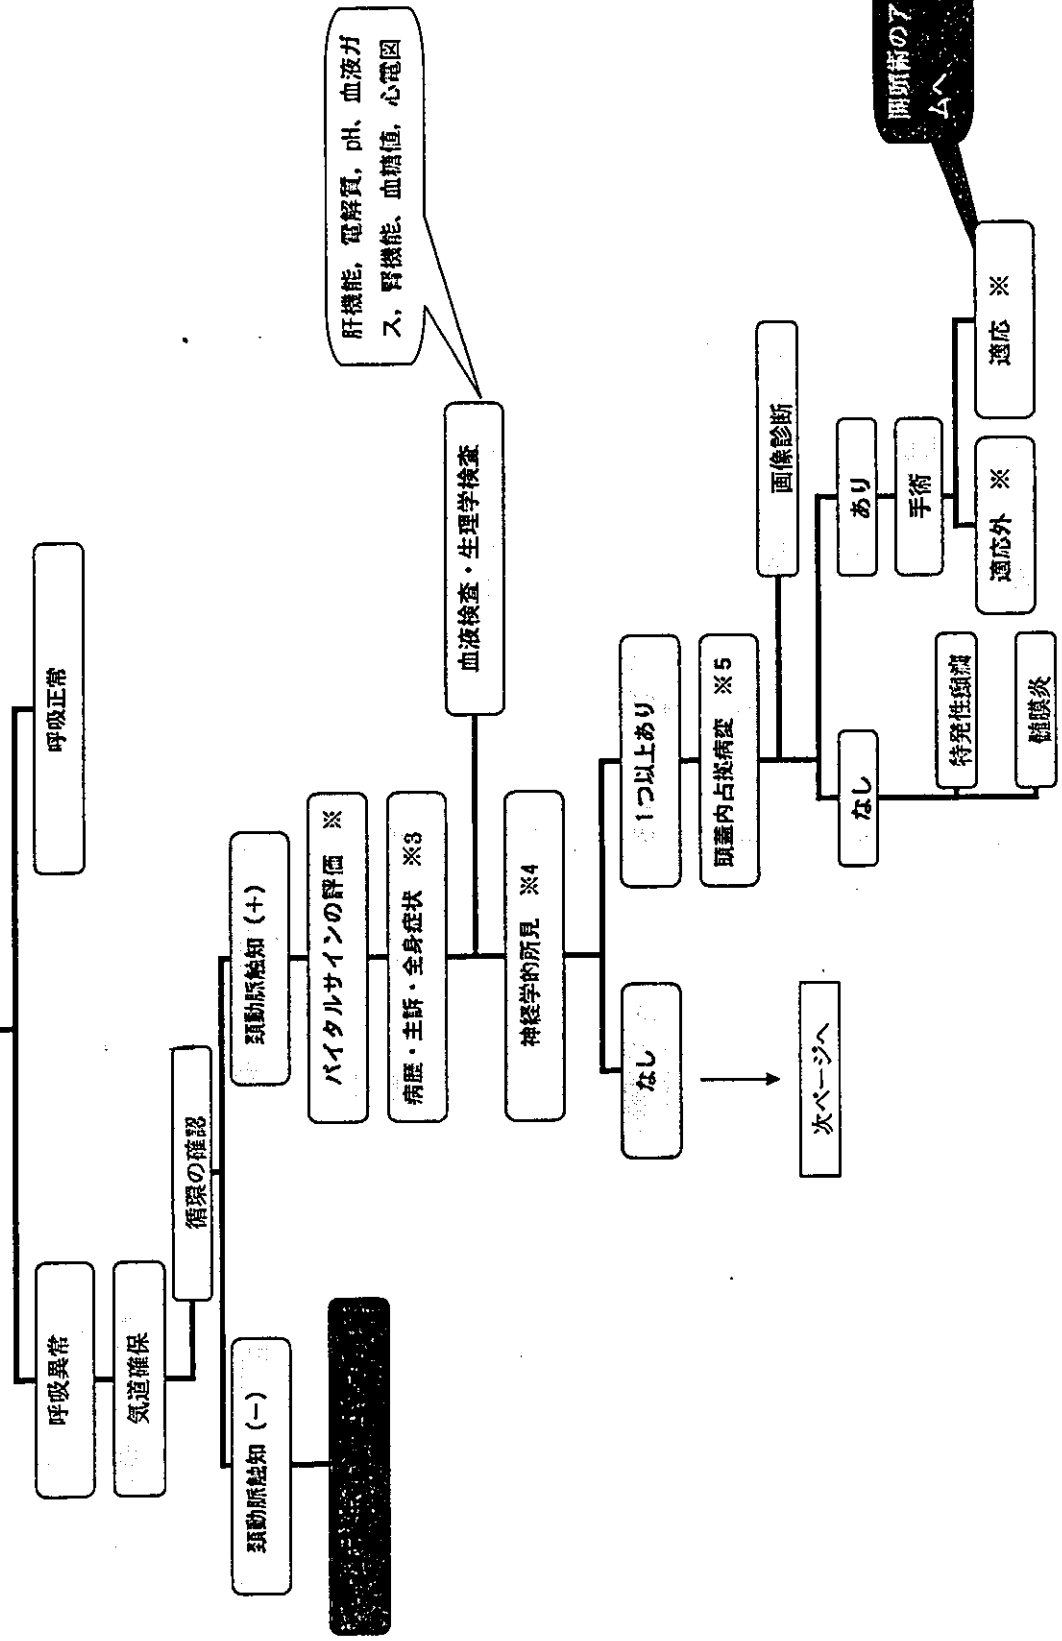 呼吸異常
呼吸正常
気道確保
循環の確認
頚動脈触知（－）
頚動脈触知（＋）
バイタルサインの評価　※
病歴・主訴・全身症状　※3
血液検査・生理学検査
肝機能，電解質，pH、血液ガ
ス，腎機能、血糖値，心電図
神経学的所見　※4
なし
1つ以上あり
次ページへ
頭蓋内占拠病変　※5
画像診断
なし
あり
手術
特発性癲癇
髄膜炎
適応外　※
適応　※
開頭術のア
ムへ